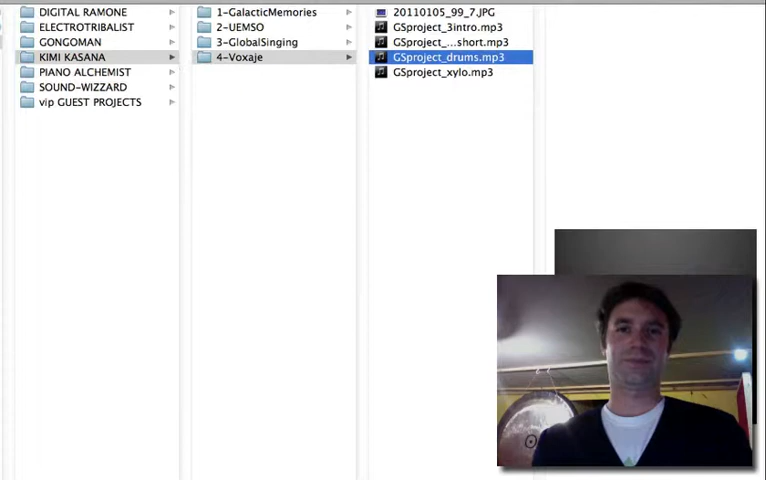 DIGITAL RAMONE
ELECTROTRIBALIST
GONGOMAN
KIMI KASANA
PIANO ALCHEMIST
SOUND-WIZZARD
vip GUEST PROJECTS
1-GalacticMemories
2-UEMSO
3-GlobalSinging
4-Voxaje
20110105_99_7.JPG
GSproject_3intro.mp3
GSproject_...short.mp3
GSproject_drums.mp3
GSproject_xylo.mp3